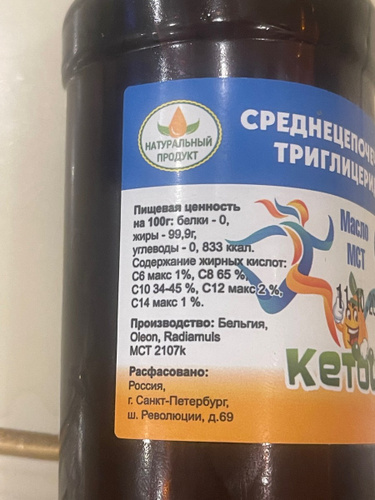 НАТУРАЛЬНЫЙ
ПРОДУКТ
ТРИГЛИЦЕРИ
Пищевая ценность
на 100г: белки - 0,
жиры - 99,9г,
углеводы - 0, 833 ккал.
Содержание жирных кислот:
С6 макс 1%, С8 65 %,
С10 34-45 %, С12 макс 2 %,
С14 макс 1 %.
Масло
МСТ
Производство: Бельгия,
Oleon, Radiamuls
MCT 2107k
Расфасовано:
Россия,
г. Санкт-Петербург,
ш. Революции, д.69